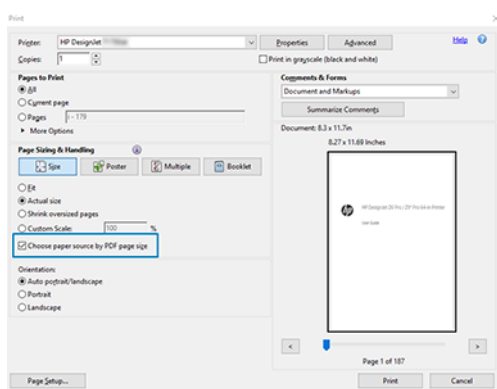 Print
Printer: HP DesignJet
Properties
Advanced
Help
Copies: 1
Print in grayscale (black and white)
Pages to Print
All
Current page
Pages 1 - 179
More Options
Comments & Forms
Document and Markups
Summarize Comments
Page Sizing & Handling
Size
Poster
Multiple
Booklet
Fit
Actual size
Shrink oversized pages
Custom Scale: 100 %
Choose paper source by PDF page size
Orientation:
Auto portrait/landscape
Portrait
Landscape
Document: 8.3 x 11.7in
8.27 x 11.69 Inches
hp
User Guide
<
>
Page 1 of 187
Page Setup...
Print
Cancel